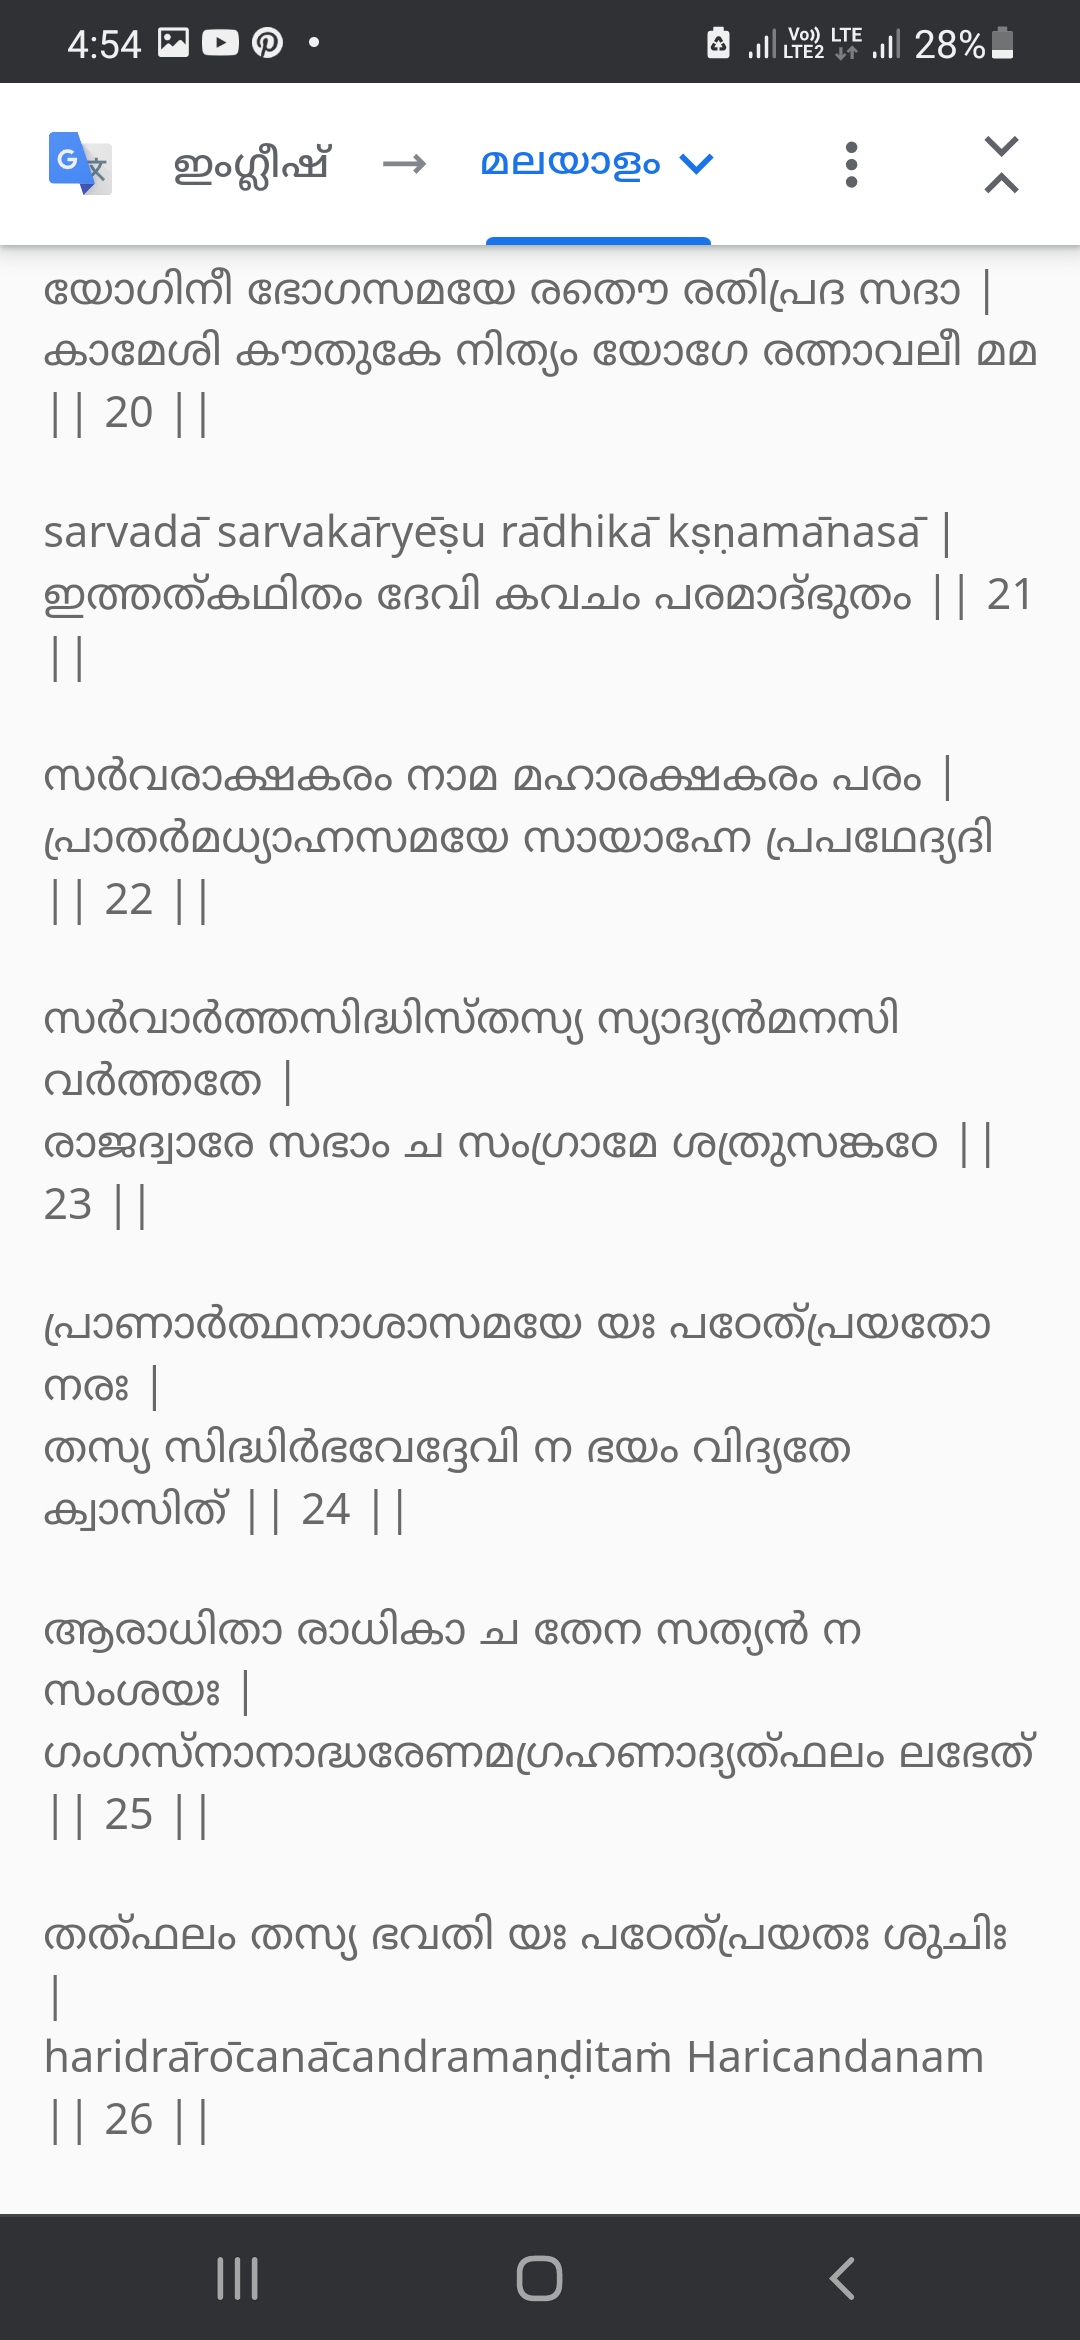 4:54
Vo)) LTE
LTE2
28%
ഇംഗ്ലീഷ് → മലയാളം
യോഗിനീ ഭോഗസമയേ രതൌ രതിപ്രദ സദാ |
കാമേശി കൗതുകേ നിത്യം യോഗേ രത്നാവലീ മമ
|| 20 ||
sarvadā sarvakāryēṣu rādhikā kṣṇamānasā |
ഇത്തത്കഥിതം ദേവി കവചം പരമാദ്ഭുതം || 21
||
സർവരാക്ഷകരം നാമ മഹാരക്ഷകരം പരം |
പ്രാതർമധ്യാഹ്നസമയേ സായാഹ്നേ പ്രപഥേദ്യദി
|| 22 ||
സർവാർത്തസിദ്ധിസ്തസ്യ സ്യാദ്യൻമനസി
വർത്തതേ |
രാജദ്വാരേ സഭാം ച സംഗ്രാമേ ശത്രുസങ്കഠേ ||
23 ||
പ്രാണാർത്ഥനാശാസമയേ യഃ പഠേത്പ്രയതോ
നരഃ |
തസ്യ സിദ്ധിർഭവേദ്ദേവി ന ഭയം വിദ്യതേ
ക്വാസിത് || 24 ||
ആരാധിതാ രാധികാ ച തേന സത്യൻ ന
സംശയഃ |
ഗംഗസ്നാനാദ്ധരേണമഗ്രഹണാദ്യത്ഫലം ലഭേത്
|| 25 ||
തത്ഫലം തസ്യ ഭവതി യഃ പഠേത്പ്രയതഃ ശുചിഃ
|
haridrārōcanācandramaṇḍitaṁ Haricandanam
|| 26 ||